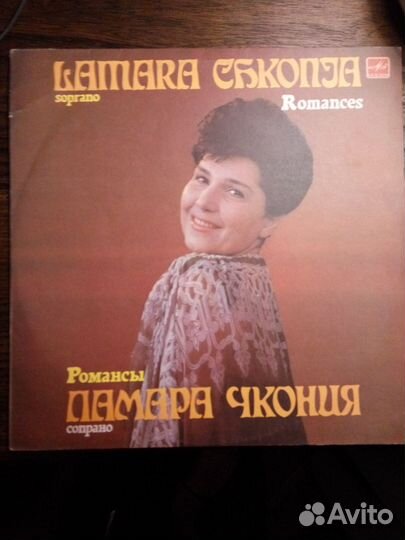 LAMARA CHKONIA
soprano
Romances
Романсы
ЛАМАРА ЧКОНИЯ
сопрано
Avito